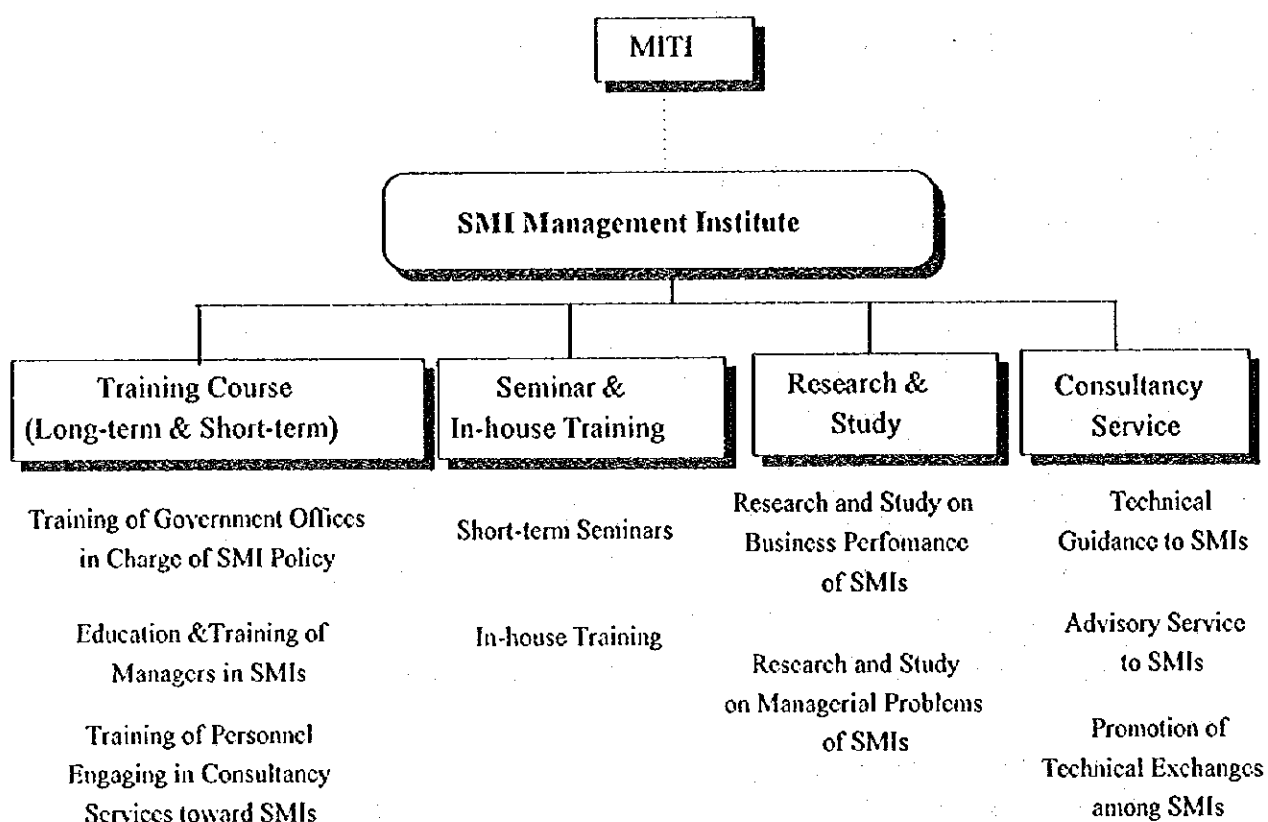 MITI
SMI Management Institute
Training Course
(Long-term & Short-term)
Training of Government Offices
in Charge of SMI Policy
Education &Training of
Managers in SMIs
Training of Personnel
Engaging in Consultancy
Services toward SMIs
Seminar &
In-house Training
Short-term Seminars
In-house Training
Research &
Study
Research and Study on
Business Perfomance
of SMIs
Research and Study
on Managerial Problems
of SMIs
Consultancy
Service
Technical
Guidance to SMIs
Advisory Service
to SMIs
Promotion of
Technical Exchanges
among SMIs